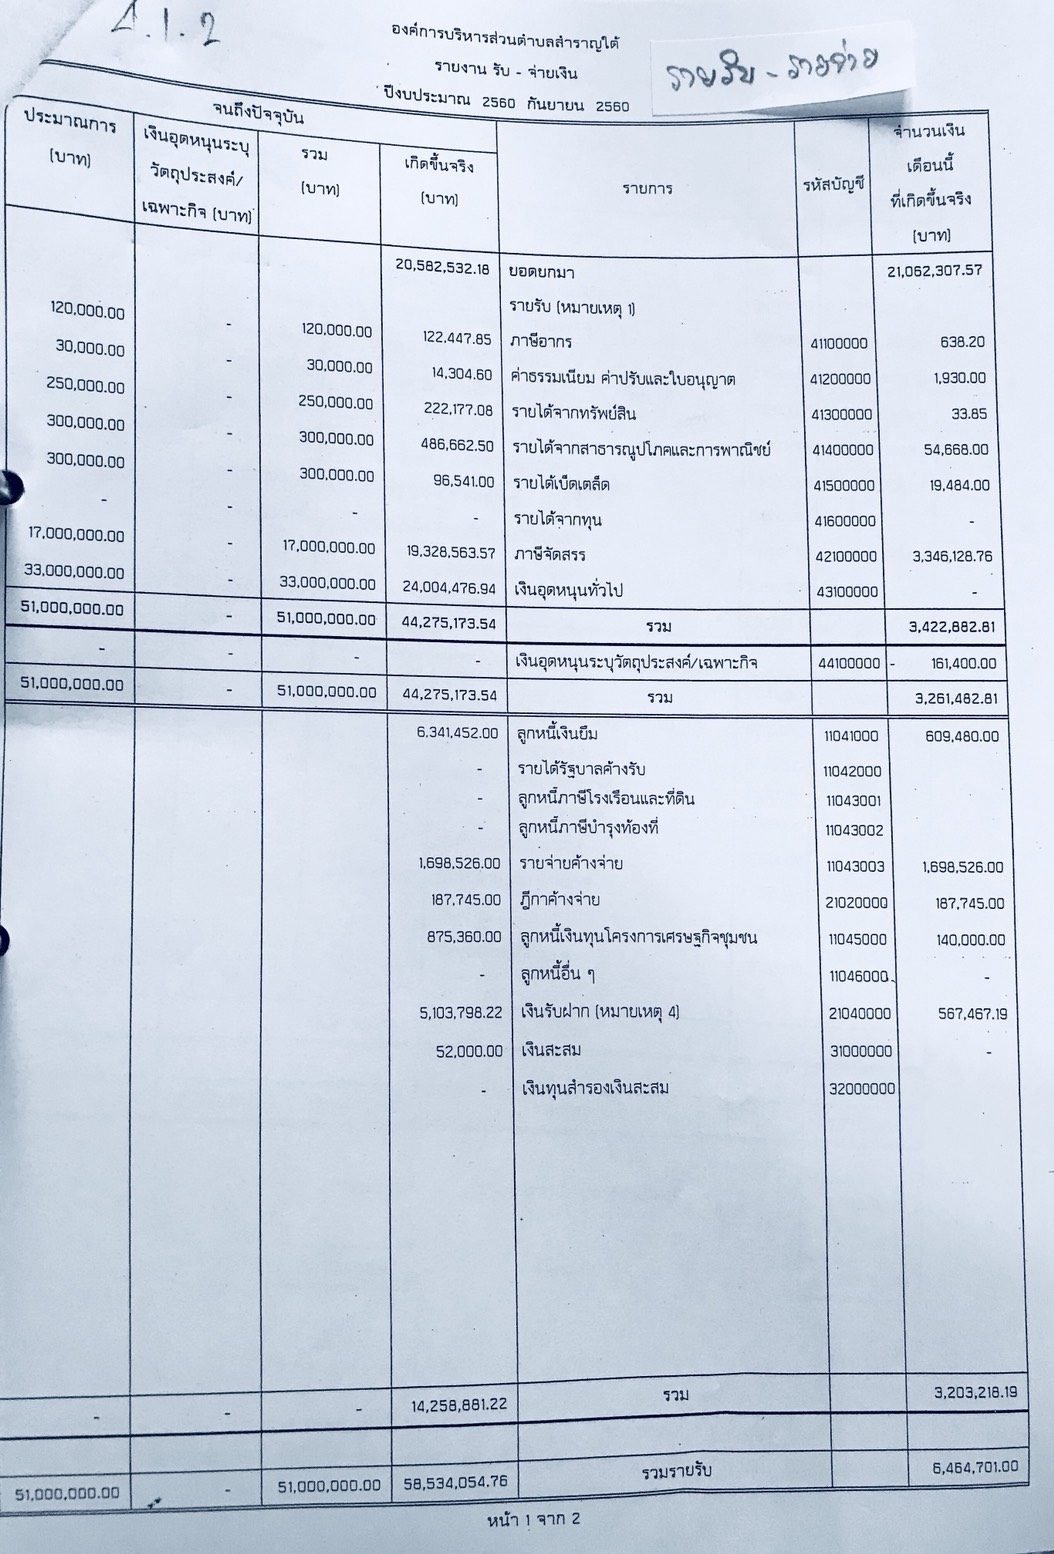 4.1.2
องค์การบริหารส่วนตำบลสำราญใต้
รายงาน รับ - จ่ายเงิน
ปีงบประมาณ 2560 กันยายน 2560
รายรับ - รายจ่าย
จนถึงปัจจุบัน
ประมาณการ (บาท) เงินอุดหนุนระบุวัตถุประสงค์/เฉพาะกิจ (บาท) รวม (บาท) เกิดขึ้นจริง (บาท) รายการ รหัสบัญชี จำนวนเงินเดือนนี้ที่เกิดขึ้นจริง (บาท)
20,582,532.18 ยอดยกมา 21,062,307.57
รายรับ (หมายเหตุ 1)
120,000.00 - 120,000.00 122,447.85 ภาษีอากร 41100000 638.20
30,000.00 - 30,000.00 14,304.60 ค่าธรรมเนียม ค่าปรับและใบอนุญาต 41200000 1,930.00
250,000.00 - 250,000.00 222,177.08 รายได้จากทรัพย์สิน 41300000 33.85
300,000.00 - 300,000.00 486,662.50 รายได้จากสาธารณูปโภคและการพาณิชย์ 41400000 54,668.00
300,000.00 - 300,000.00 96,541.00 รายได้เบ็ดเตล็ด 41500000 19,484.00
- - - - รายได้จากทุน 41600000 -
17,000,000.00 - 17,000,000.00 19,328,563.57 ภาษีจัดสรร 42100000 3,346,128.76
33,000,000.00 - 33,000,000.00 24,004,476.94 เงินอุดหนุนทั่วไป 43100000 -
51,000,000.00 - 51,000,000.00 44,275,173.54 รวม 3,422,882.81
- - - - เงินอุดหนุนระบุวัตถุประสงค์/เฉพาะกิจ 44100000 - 161,400.00
51,000,000.00 - 51,000,000.00 44,275,173.54 รวม 3,261,482.81
6,341,452.00 ลูกหนี้เงินยืม 11041000 609,480.00
- รายได้รัฐบาลค้างรับ 11042000
- ลูกหนี้ภาษีโรงเรือนและที่ดิน 11043001
- ลูกหนี้ภาษีบำรุงท้องที่ 11043002
1,698,526.00 รายจ่ายค้างจ่าย 11043003 1,698,526.00
187,745.00 ฎีกาค้างจ่าย 21020000 187,745.00
875,360.00 ลูกหนี้เงินทุนโครงการเศรษฐกิจชุมชน 11045000 140,000.00
- ลูกหนี้อื่น ๆ 11046000 -
5,103,798.22 เงินรับฝาก (หมายเหตุ 4) 21040000 567,467.19
52,000.00 เงินสะสม 31000000 -
- เงินทุนสำรองเงินสะสม 32000000
- - - 14,258,881.22 รวม 3,203,218.19
51,000,000.00 - 51,000,000.00 58,534,054.76 รวมรายรับ 6,464,701.00
หน้า 1 จาก 2